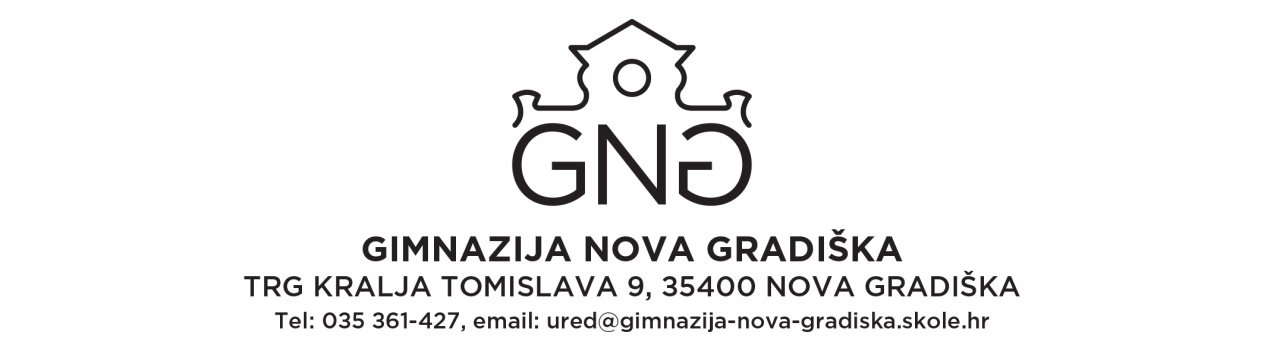 GNG
GIMNAZIJA NOVA GRADIŠKA
TRG KRALJA TOMISLAVA 9, 35400 NOVA GRADIŠKA
Tel: 035 361-427, email: ured@gimnazija-nova-gradiska.skole.hr